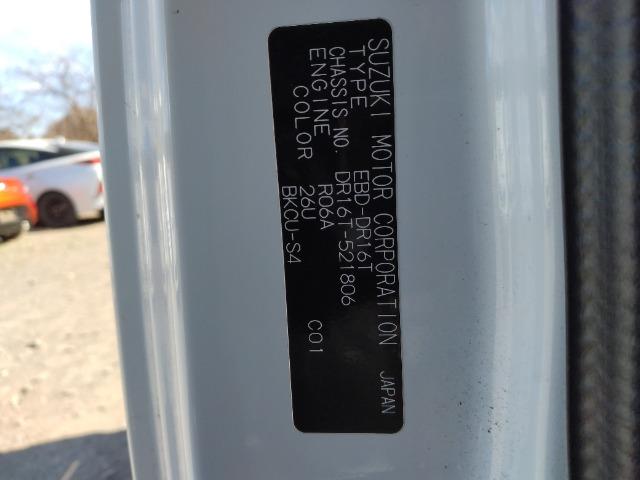 SUZUKI MOTOR CORPORATION JAPAN
TYPE EBD-DR16T
CHASSIS NO. DR16T-521806
ENGINE R06A
COLOR 26U C01
BKCU-S4